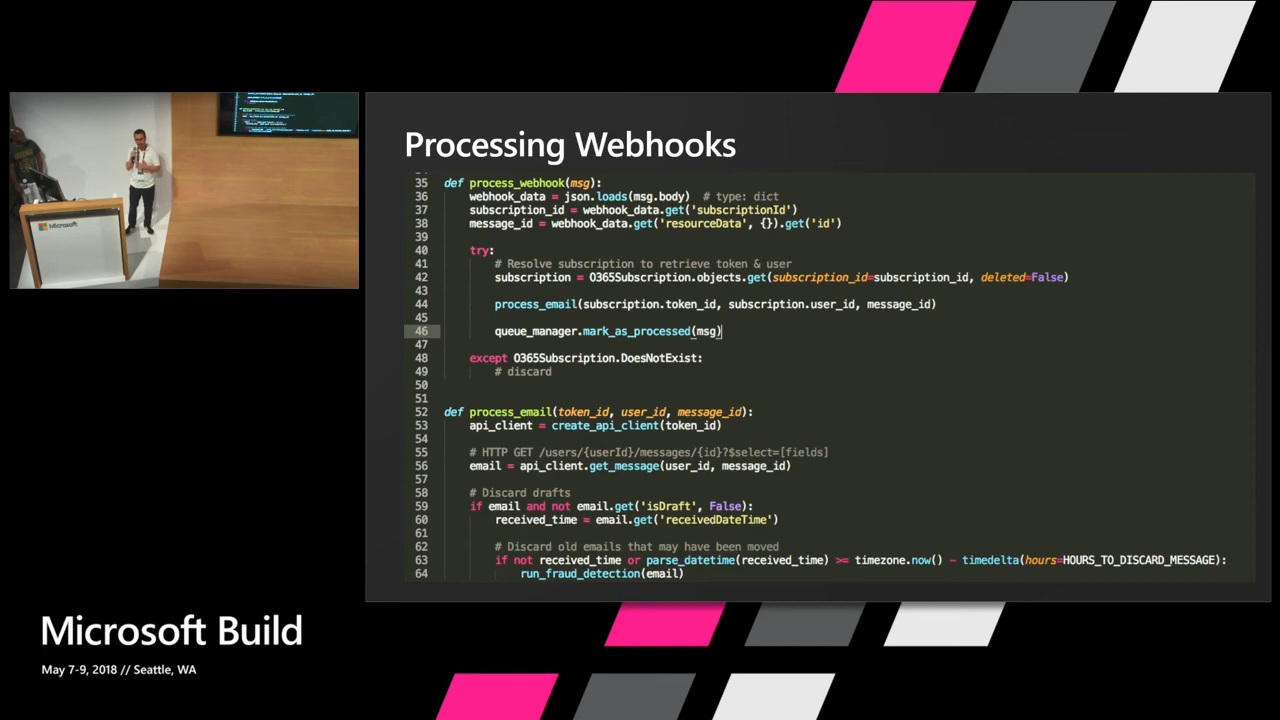 Microsoft
Processing Webhooks
35 def process_webhook(msg):
36 webhook_data = json.loads(msg.body)  # type: dict
37 subscription_id = webhook_data.get('subscriptionId')
38 message_id = webhook_data.get('resourceData', {}).get('id')
39
40 try:
41 # Resolve subscription to retrieve token & user
42 subscription = O365Subscription.objects.get(subscription_id=subscription_id, deleted=False)
43
44 process_email(subscription.token_id, subscription.user_id, message_id)
45
46 queue_manager.mark_as_processed(msg)
47
48 except O365Subscription.DoesNotExist:
49 # discard
50
51
52 def process_email(token_id, user_id, message_id):
53 api_client = create_api_client(token_id)
54
55 # HTTP GET /users/{userId}/messages/{id}?$select=[fields]
56 email = api_client.get_message(user_id, message_id)
57
58 # Discard drafts
59 if email and not email.get('isDraft', False):
60 received_time = email.get('receivedDateTime')
61
62 # Discard old emails that may have been moved
63 if not received_time or parse_datetime(received_time) >= timezone.now() - timedelta(hours=HOURS_TO_DISCARD_MESSAGE):
64 run_fraud_detection(email)
Microsoft Build
May 7-9, 2018 // Seattle, WA